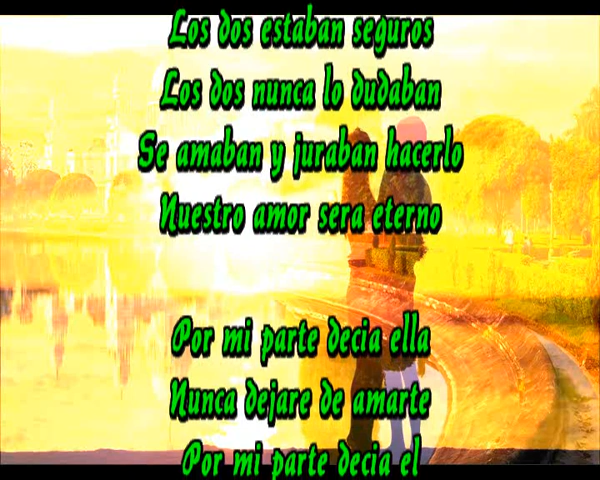 Los dos estaban seguros
Los dos nunca lo dudaban
Se amaban y juraban hacerlo
Nuestro amor sera eterno
Por mi parte decia ella
Nunca dejare de amarte
Por mi parte decia el